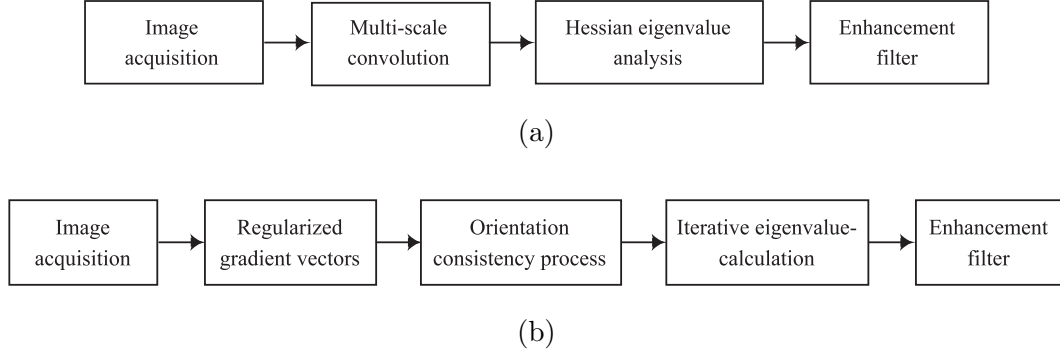 Image
acquisition
Multi-scale
convolution
Hessian eigenvalue
analysis
Enhancement
filter
(a)
Image
acquisition
Regularized
gradient vectors
Orientation
consistency process
Iterative eigenvalue-
calculation
Enhancement
filter
(b)